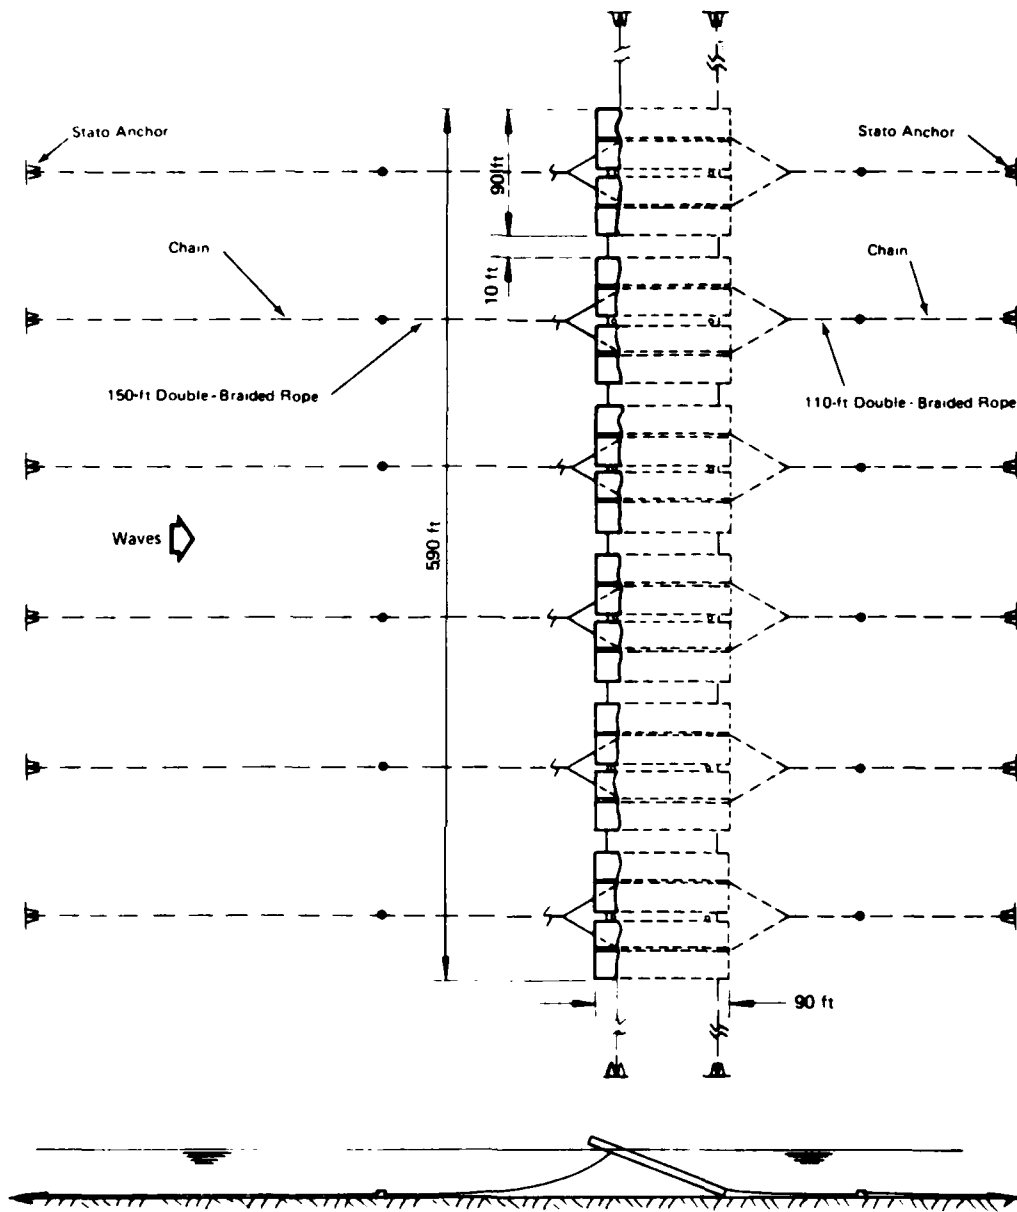 Stato Anchor
Stato Anchor
90 ft
Chain
Chain
10 ft
150-ft Double-Braided Rope
110-ft Double-Braided Rope
590 ft
Waves
90 ft